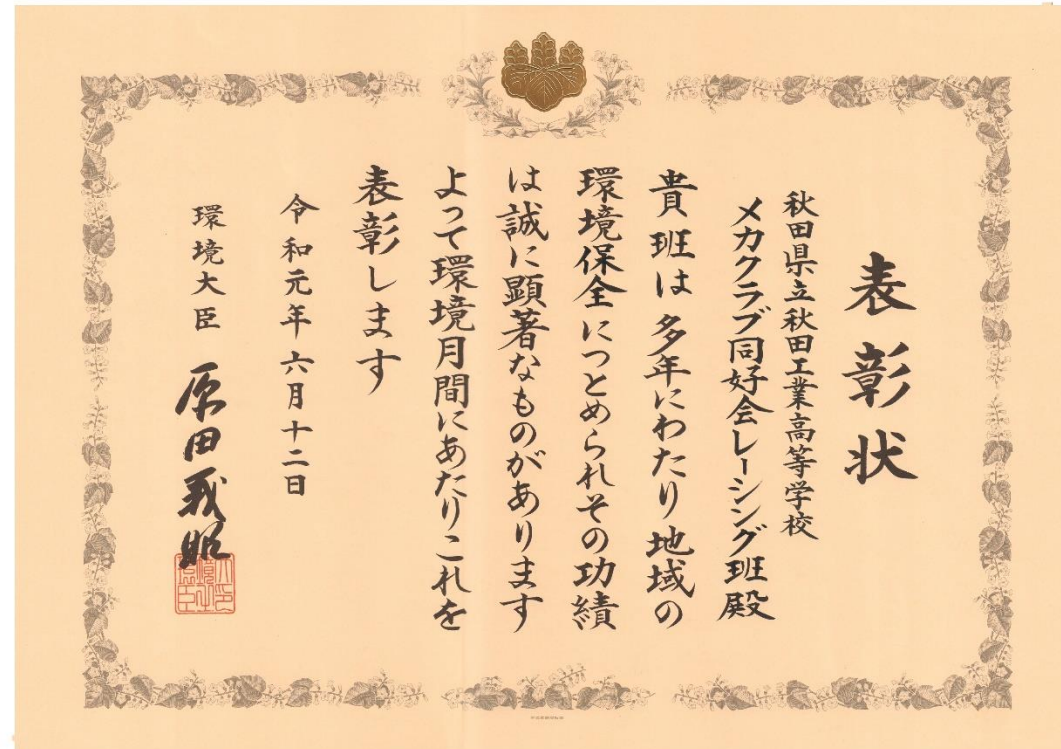 表彰状
秋田県立秋田工業高等学校
メカクラブ同好会レーシング班殿
貴班は多年にわたり地域の
環境保全につとめられその功績
は誠に顕著なものがあります
よって環境月間にあたりこれを
表彰します
令和元年六月十二日
環境大臣 原田義昭